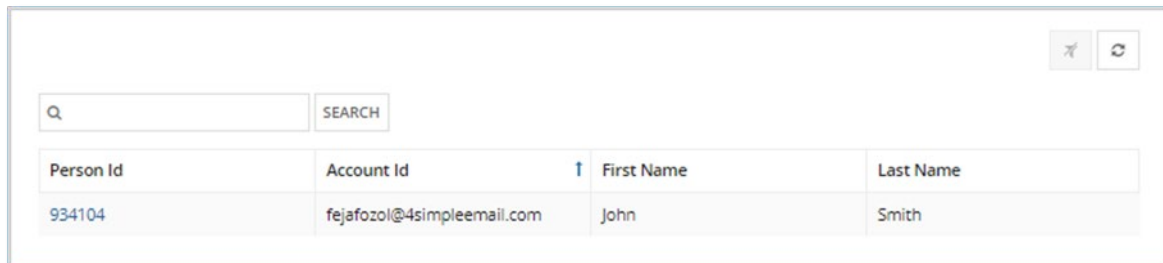 SEARCH
Person Id Account Id First Name Last Name
934104 fejafozol@4simpleemail.com John Smith